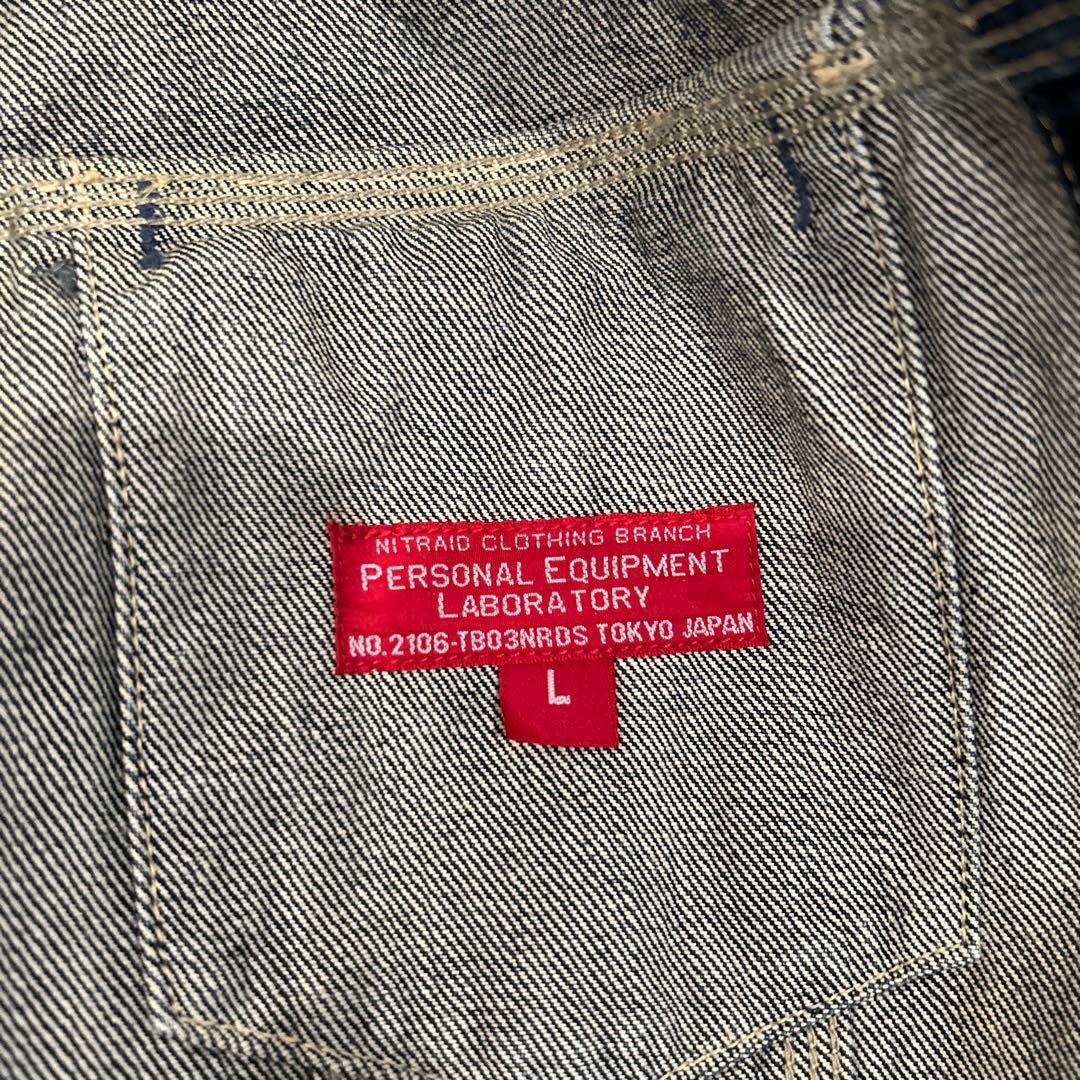 NITRAID CLOTHING BRANCH
PERSONAL EQUIPMENT
LABORATORY
NO.2106-TB03NRDS TOKYO JAPAN
L